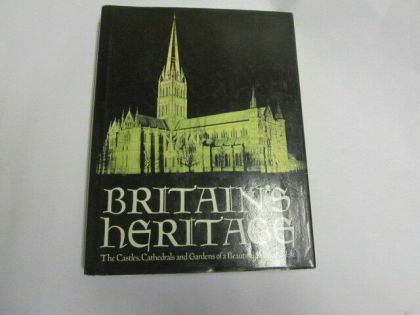 BRITAIN'S
HERITAGE
The Castles, Cathedrals and Gardens of a Beautiful